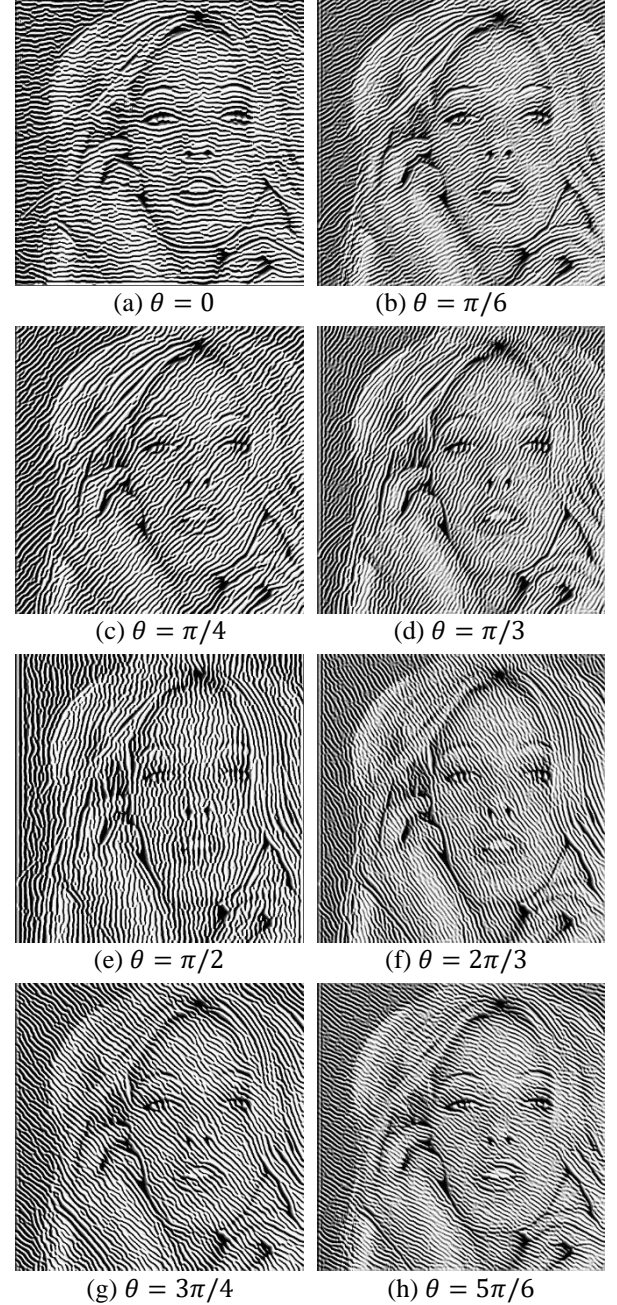 (a) θ = 0
(b) θ = π/6
(c) θ = π/4
(d) θ = π/3
(e) θ = π/2
(f) θ = 2π/3
(g) θ = 3π/4
(h) θ = 5π/6